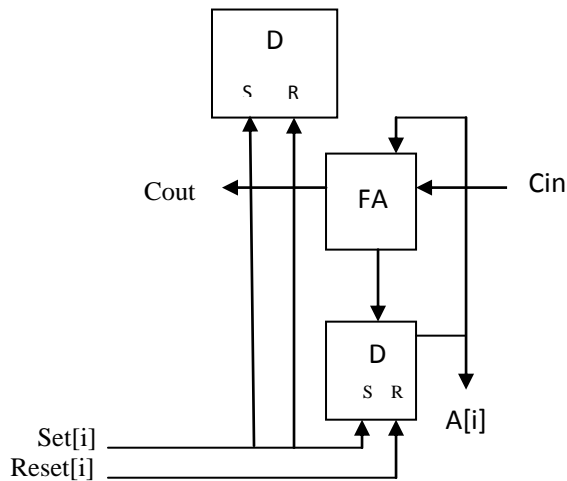 D
S R
Cout
FA
Cin
D
S R
A[i]
Set[i]
Reset[i]